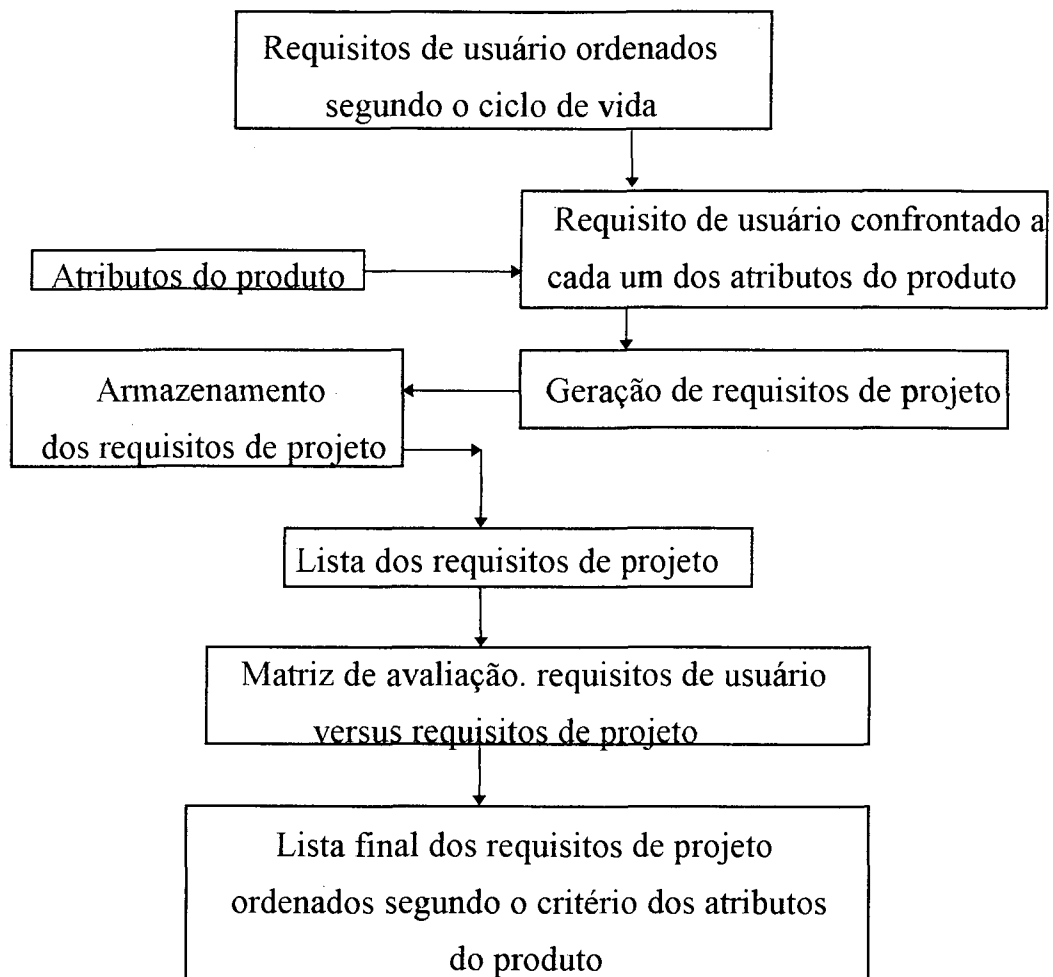 Requisitos de usuário ordenados
segundo o ciclo de vida
Requisito de usuário confrontado a
cada um dos atributos do produto
Atributos do produto
Geração de requisitos de projeto
Armazenamento
dos requisitos de projeto
Lista dos requisitos de projeto
Matriz de avaliação. requisitos de usuário
versus requisitos de projeto
Lista final dos requisitos de projeto
ordenados segundo o critério dos atributos
do produto